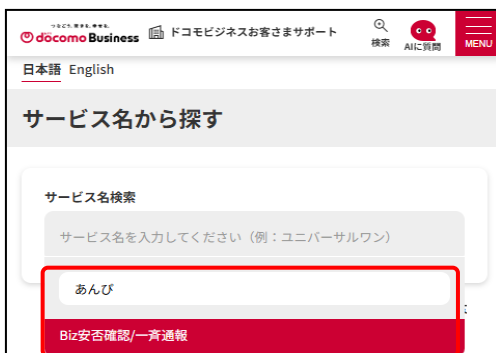 つなごう。驚きを。幸せを。
docomo Business ドコモビジネスお客さまサポート
検索 AIに質問 MENU
日本語 English
サービス名から探す
サービス名検索
サービス名を入力してください（例：ユニバーサルワン）
あんぴ
Biz安否確認/一斉通報